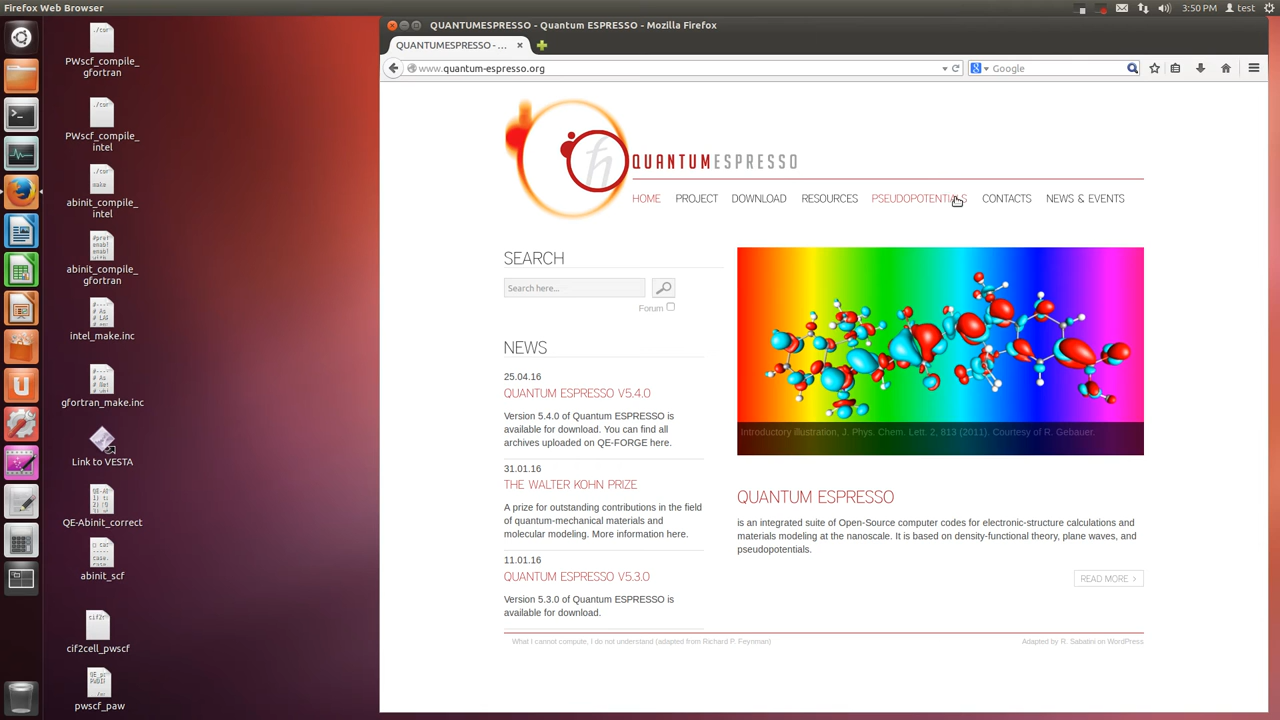 Firefox Web Browser
3:50 PM
test
QUANTUMESPRESSO - Quantum ESPRESSO - Mozilla Firefox
QUANTUMESPRESSO - ...
www.quantum-espresso.org
Google
PWscf_compile_
gfortran
PWscf_compile_
intel
abinit_compile_
intel
abinit_compile_
gfortran
intel_make.inc
gfortran_make.inc
Link to VESTA
QE-Abinit_correct
abinit_scf
cif2cell_pwscf
pwscf_paw
QUANTUMESPRESSO
HOME PROJECT DOWNLOAD RESOURCES PSEUDOPOTENTIALS CONTACTS NEWS & EVENTS
SEARCH
Search here...
Forum
NEWS
25.04.16
QUANTUM ESPRESSO V5.4.0
Version 5.4.0 of Quantum ESPRESSO is
available for download. You can find all
archives uploaded on QE-FORGE here.
31.01.16
THE WALTER KOHN PRIZE
A prize for outstanding contributions in the field
of quantum-mechanical materials and
molecular modeling. More information here.
11.01.16
QUANTUM ESPRESSO V5.3.0
Version 5.3.0 of Quantum ESPRESSO is
available for download.
Introductory illustration, J. Phys. Chem. Lett. 2, 813 (2011). Courtesy of R. Gebauer.
QUANTUM ESPRESSO
is an integrated suite of Open-Source computer codes for electronic-structure calculations and
materials modeling at the nanoscale. It is based on density-functional theory, plane waves, and
pseudopotentials.
READ MORE >
What I cannot compute, I do not understand (adapted from Richard P. Feynman)
Adapted by R. Sabatini on WordPress